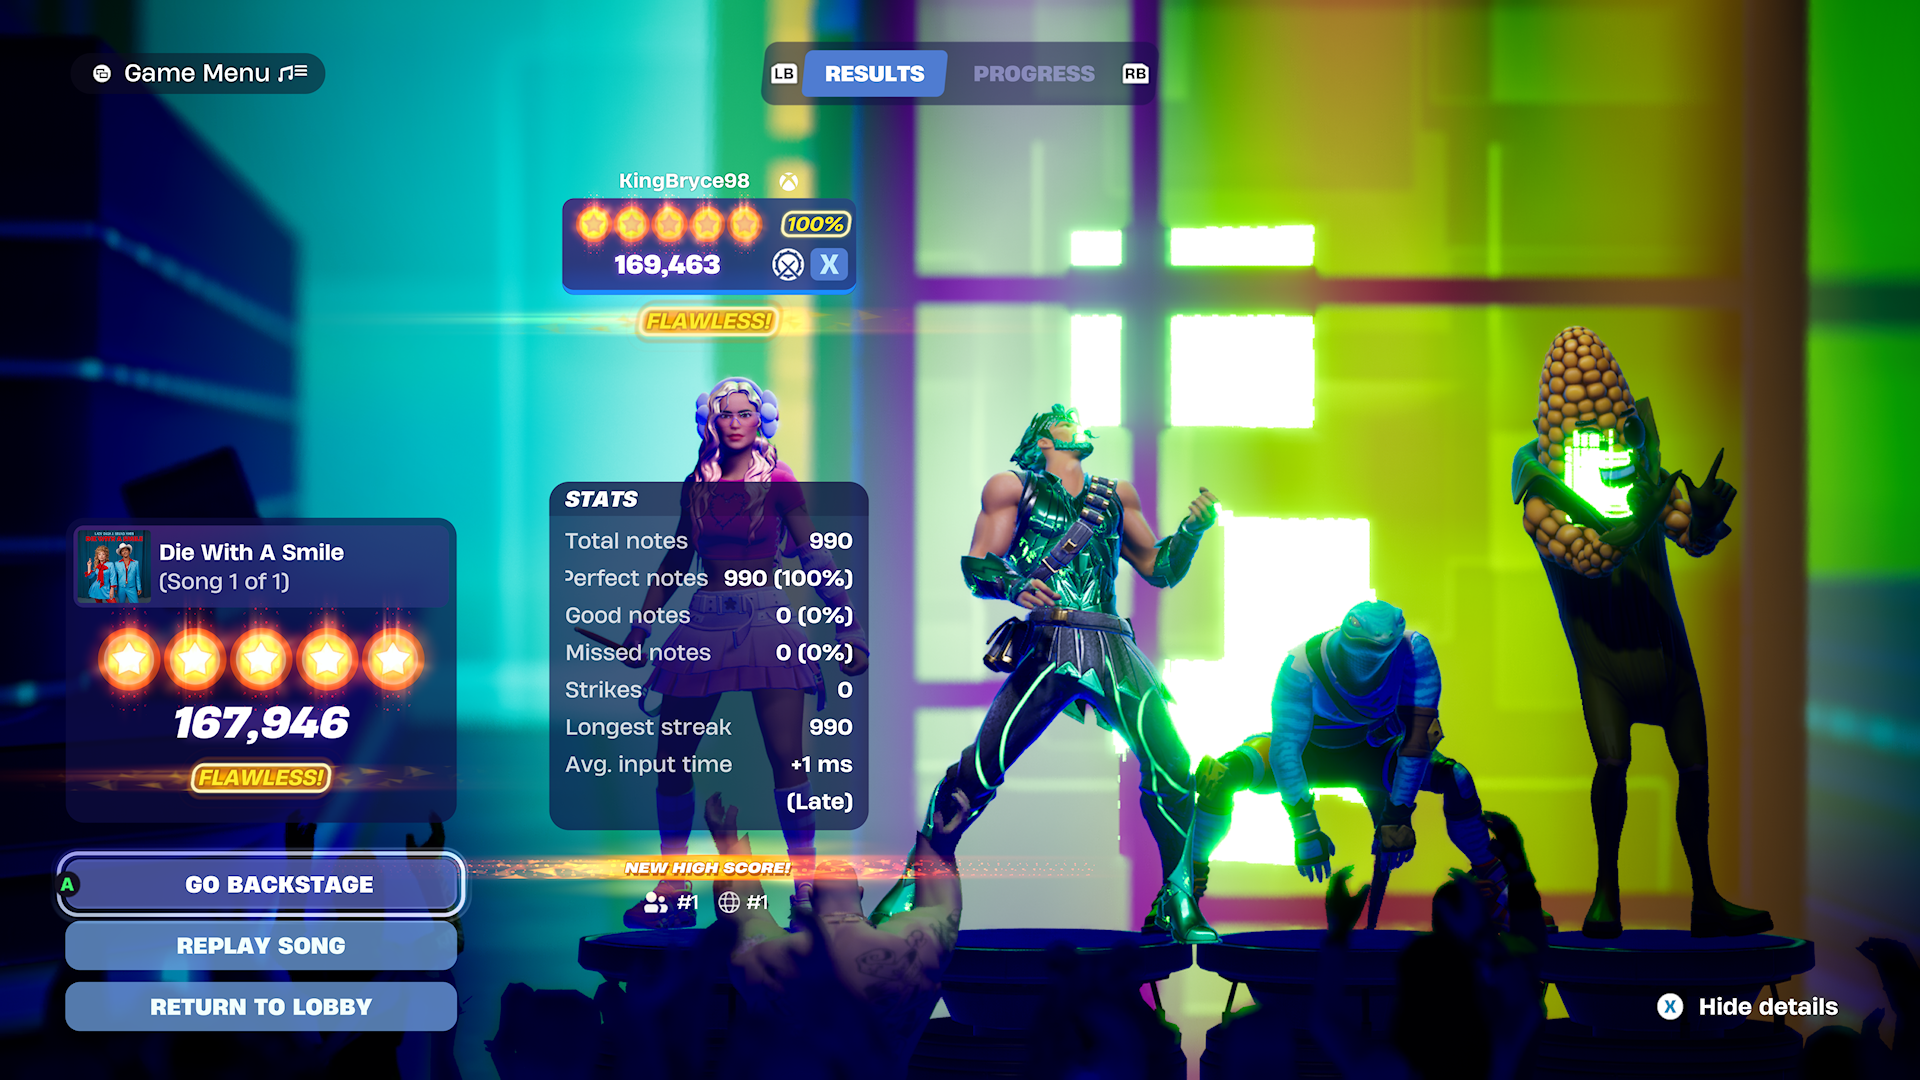 Game Menu
LB RESULTS PROGRESS RB
KingBryce98
100%
169,463 X
FLAWLESS!
STATS
Total notes 990
Perfect notes 990 (100%)
Good notes 0 (0%)
Missed notes 0 (0%)
Strikes 0
Longest streak 990
Avg. input time +1 ms
(Late)
NEW HIGH SCORE!
#1 #1
Die With A Smile
(Song 1 of 1)
167,946
FLAWLESS!
A GO BACKSTAGE
REPLAY SONG
RETURN TO LOBBY
X Hide details